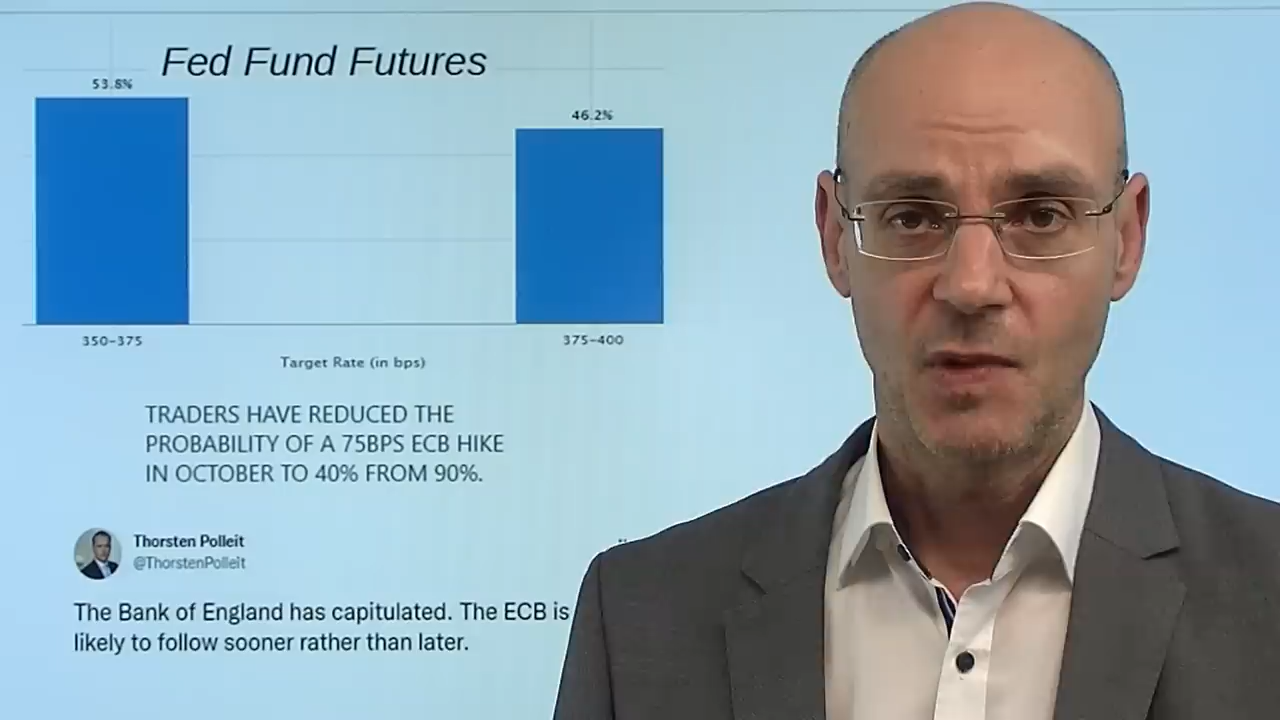 Fed Fund Futures
53.8%
46.2%
350-375
375-400
Target Rate (in bps)
TRADERS HAVE REDUCED THE
PROBABILITY OF A 75BPS ECB HIKE
IN OCTOBER TO 40% FROM 90%.
Thorsten Polleit
@ThorstenPolleit
The Bank of England has capitulated. The ECB is
likely to follow sooner rather than later.